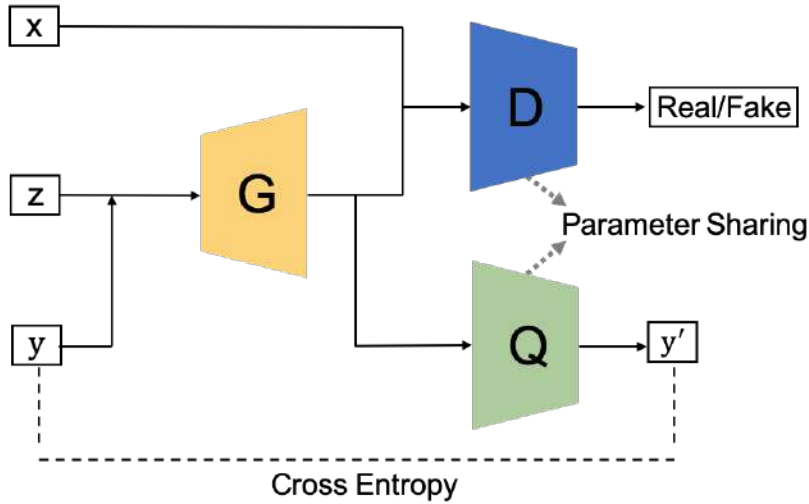 x
D
Real/Fake
z
G
Parameter Sharing
y
Q
y′
Cross Entropy